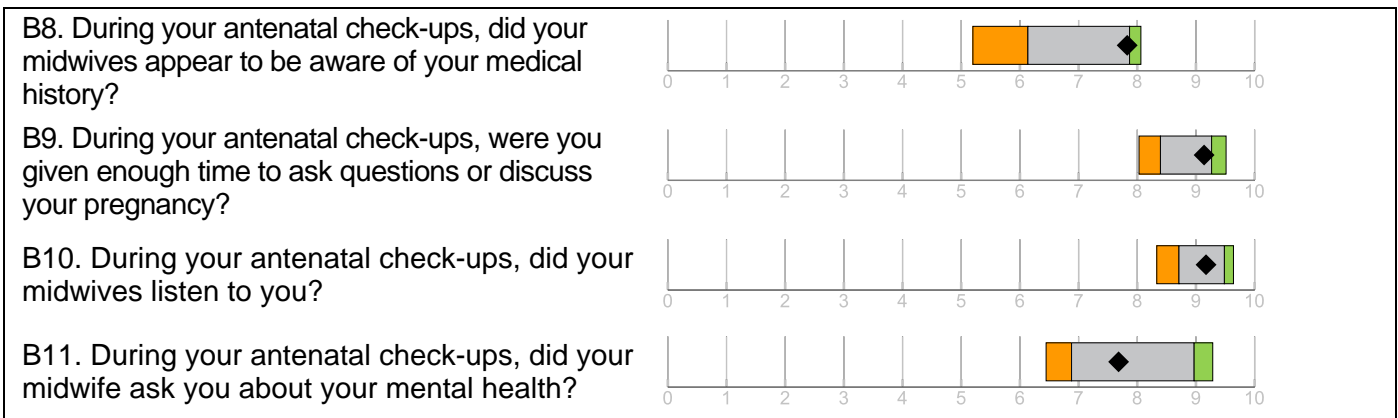 B8. During your antenatal check-ups, did your
midwives appear to be aware of your medical
history?
0 1 2 3 4 5 6 7 8 9 10
B9. During your antenatal check-ups, were you
given enough time to ask questions or discuss
your pregnancy?
0 1 2 3 4 5 6 7 8 9 10
B10. During your antenatal check-ups, did your
midwives listen to you?
0 1 2 3 4 5 6 7 8 9 10
B11. During your antenatal check-ups, did your
midwife ask you about your mental health?
0 1 2 3 4 5 6 7 8 9 10